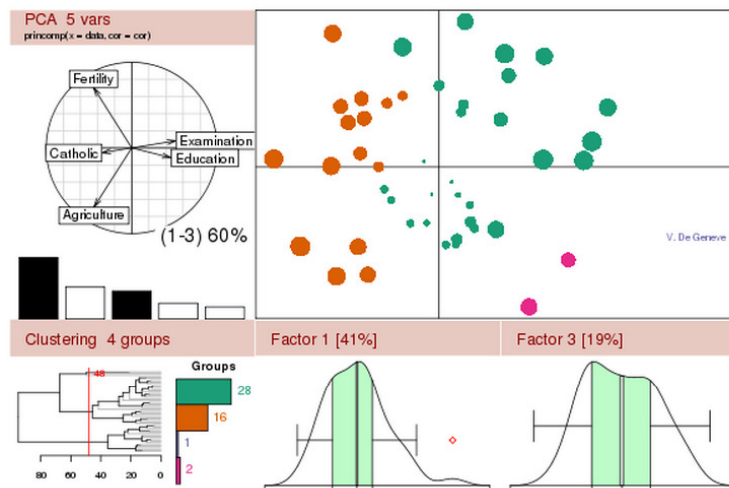 PCA 5 vars
princomp(x = data, cor = cor)
Fertility
Examination
Catholic
Education
Agriculture
(1-3) 60%
V. De Geneve
Clustering 4 groups
Factor 1 [41%]
Factor 3 [19%]
48
Groups
28
16
1
2
80 60 40 20 0